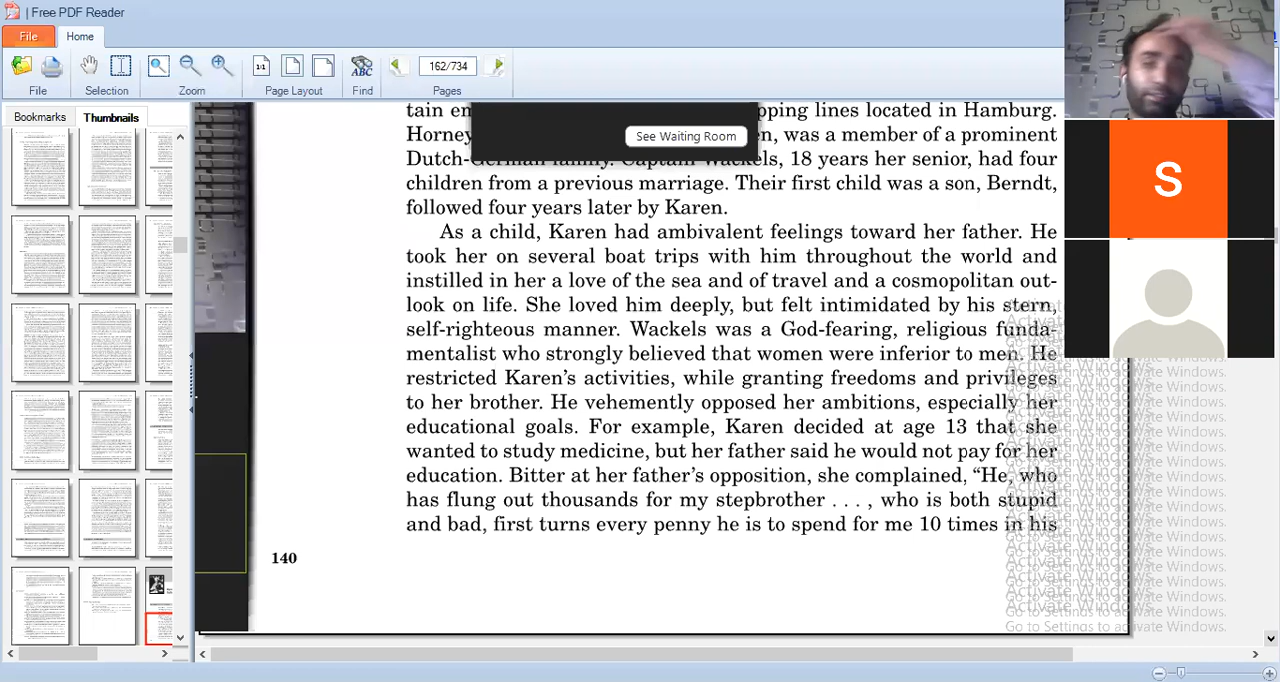 | Free PDF Reader
File
Home
File
Selection
Zoom
1:1
Page Layout
ABC
Find
162/734
Pages
Bookmarks
Thumbnails
See Waiting Room
tain pping lines located in Hamburg.
Horney was a member of a prominent
Dutch- family. Captain 18 years her senior, had four
children from a previous marriage. Their first child was a son, Berndt,
followed four years later by Karen.
As a child, Karen had ambivalent feelings toward her father. He
took her on several boat trips with him throughout the world and
instilled in her a love of the sea and of travel and a cosmopolitan out-
look on life. She loved him deeply, but felt intimidated by his stern,
self-righteous manner. Wackels was a God-fearing, religious funda-
mentalist who strongly believed that women were inferior to men. He
restricted Karen's activities, while granting freedoms and privileges
to her brother. He vehemently opposed her ambitions, especially her
educational goals. For example, Karen decided at age 13 that she
wanted to study medicine, but her father said he would not pay for her
education. Bitter at her father's opposition, she complained, “He, who
has flung out thousands for my stepbrother . . . , who is both stupid
and bad, first turns every penny he is to spend for me 10 times in his
140
S
Activate Windows
Go to Settings to activate Windows.